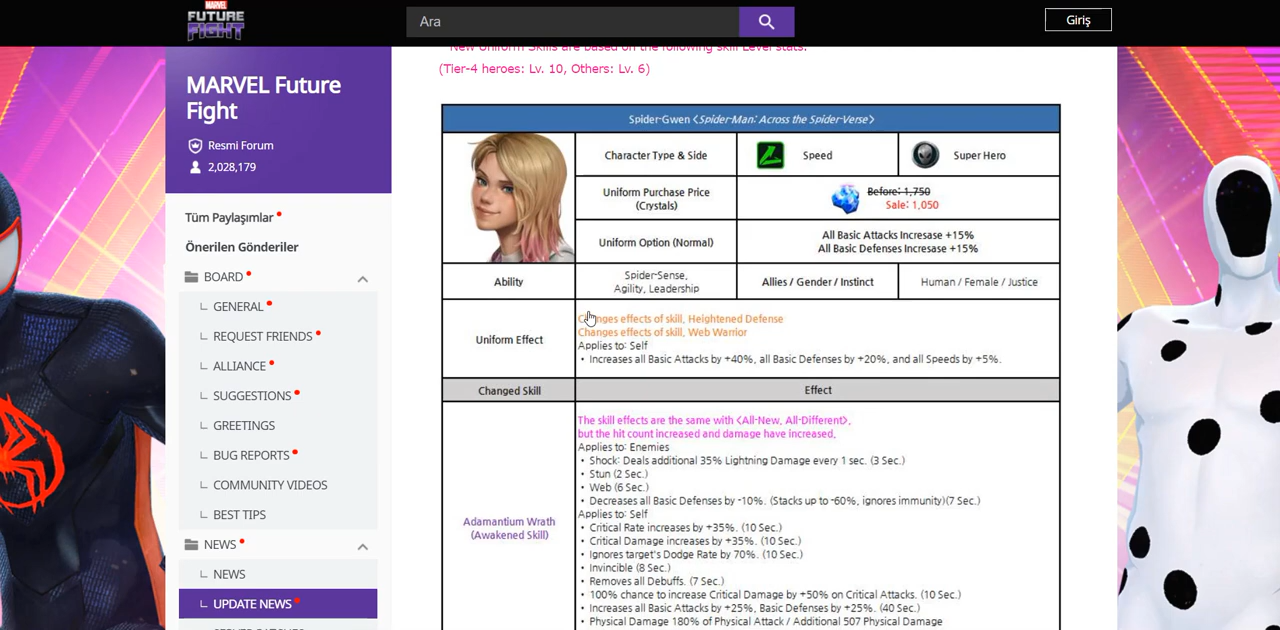 MARVEL
FUTURE
FIGHT
Ara
Giriş
MARVEL Future
Fight
Resmi Forum
2,028,179
Tüm Paylaşımlar
Önerilen Gönderiler
BOARD
GENERAL
REQUEST FRIENDS
ALLIANCE
SUGGESTIONS
GREETINGS
BUG REPORTS
COMMUNITY VIDEOS
BEST TIPS
NEWS
NEWS
UPDATE NEWS
New Uniform Skills are based on the following skill Level stats.
(Tier-4 heroes: Lv. 10, Others: Lv. 6)
Spider-Gwen <Spider-Man: Across the Spider-Verse>
Character Type & Side
Speed
Super Hero
Uniform Purchase Price
(Crystals)
Before: 1,750
Sale: 1,050
Uniform Option (Normal)
All Basic Attacks Incresase +15%
All Basic Defenses Incresase +15%
Ability
Spider-Sense,
Agility, Leadership
Allies / Gender / Instinct
Human / Female / Justice
Uniform Effect
Changes effects of skill, Heightened Defense
Changes effects of skill, Web Warrior
Applies to: Self
• Increases all Basic Attacks by +40%, all Basic Defenses by +20%, and all Speeds by +5%.
Changed Skill
Effect
Adamantium Wrath
(Awakened Skill)
The skill effects are the same with <All-New, All-Different>,
but the hit count increased and damage have increased.
Applies to: Enemies
• Shock: Deals additional 35% Lightning Damage every 1 sec. (3 Sec.)
• Stun (2 Sec.)
• Web (6 Sec.)
• Decreases all Basic Defenses by -10%. (Stacks up to -60%, ignores immunity)(7 Sec.)
Applies to: Self
• Critical Rate increases by +35%. (10 Sec.)
• Critical Damage increases by +35%. (10 Sec.)
• Ignores target's Dodge Rate by 70%. (10 Sec.)
• Invincible (8 Sec.)
• Removes all Debuffs. (7 Sec.)
• 100% chance to increase Critical Damage by +50% on Critical Attacks. (10 Sec.)
• Increases all Basic Attacks by +25%, Basic Defenses by +25%. (40 Sec.)
• Physical Damage 180% of Physical Attack / Additional 507 Physical Damage